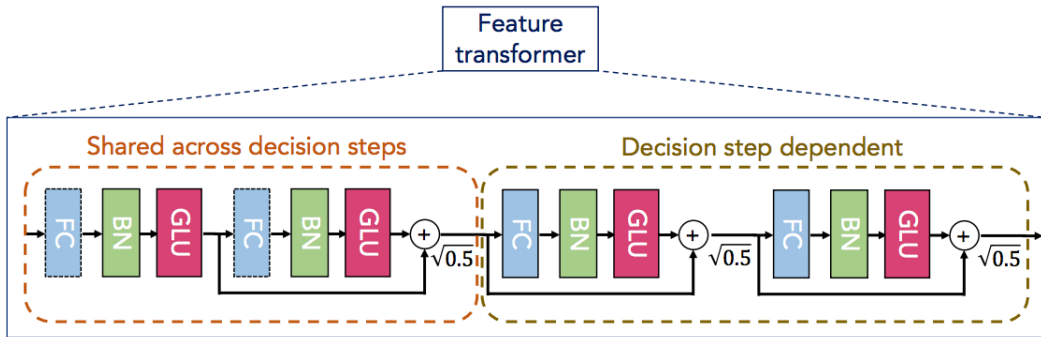 Feature
transformer
Shared across decision steps
Decision step dependent
FC
BN
GLU
FC
BN
GLU
+
√0.5
FC
BN
GLU
+
√0.5
FC
BN
GLU
+
√0.5